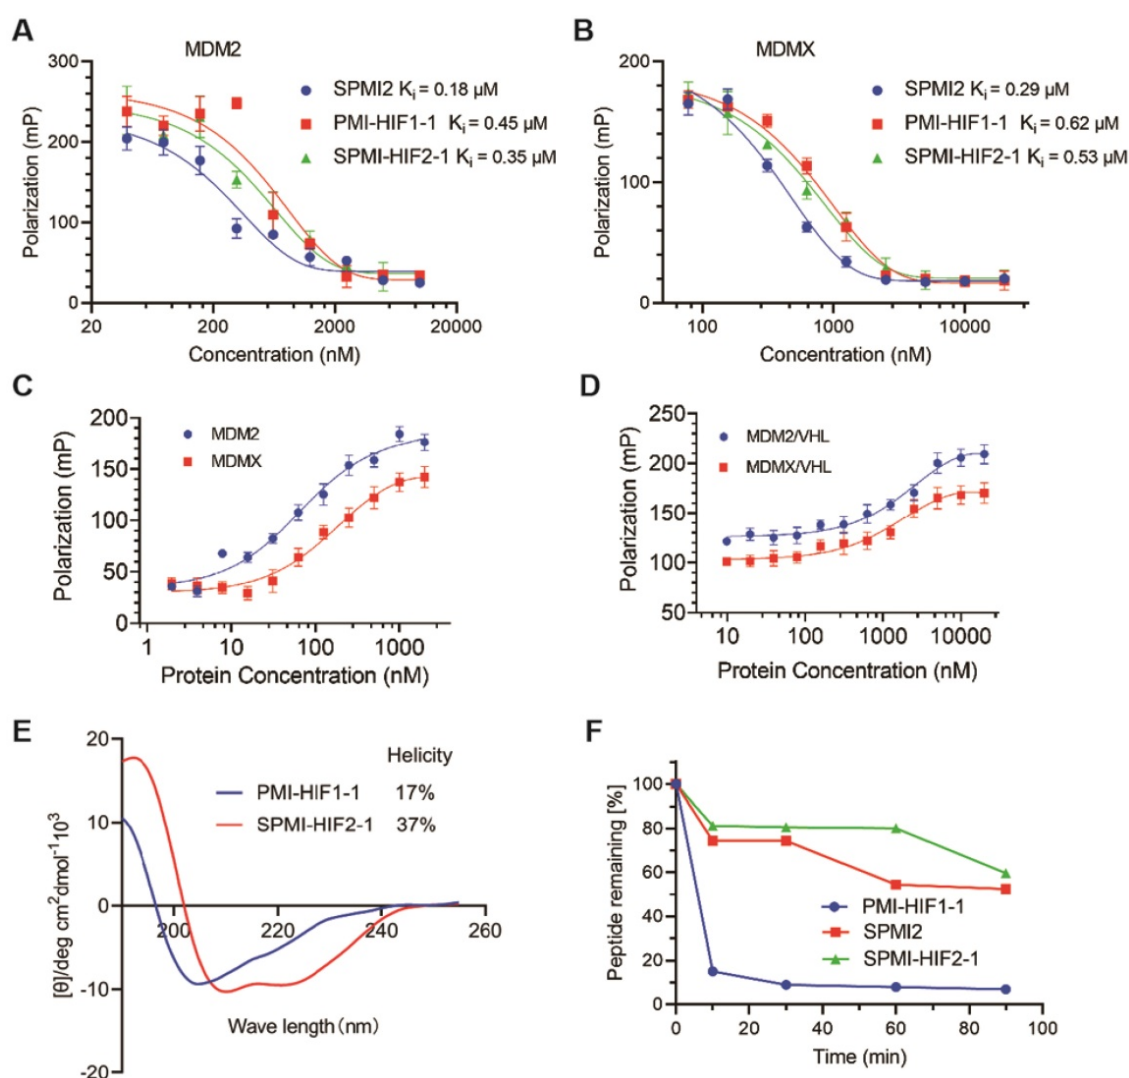 A
MDM2
300
200
100
0
20
200
2000
20000
Polarization (mP)
Concentration (nM)
SPMI2 Ki = 0.18 μM
PMI-HIF1-1 Ki = 0.45 μM
SPMI-HIF2-1 Ki = 0.35 μM
B
MDMX
200
100
0
100
1000
10000
Polarization (mP)
Concentration (nM)
SPMI2 Ki = 0.29 μM
PMI-HIF1-1 Ki = 0.62 μM
SPMI-HIF2-1 Ki = 0.53 μM
C
200
150
100
50
0
1
10
100
1000
Polarization (mP)
Protein Concentration (nM)
MDM2
MDMX
D
250
200
150
100
50
10
100
1000
10000
Polarization (mP)
Protein Concentration (nM)
MDM2/VHL
MDMX/VHL
E
20
10
0
-10
-20
200
220
240
260
[θ]/deg cm2dmol-1103
Wave length(nm)
Helicity
PMI-HIF1-1 17%
SPMI-HIF2-1 37%
F
100
80
60
40
20
0
0
20
40
60
80
100
Peptide remaining [%]
Time (min)
PMI-HIF1-1
SPMI2
SPMI-HIF2-1